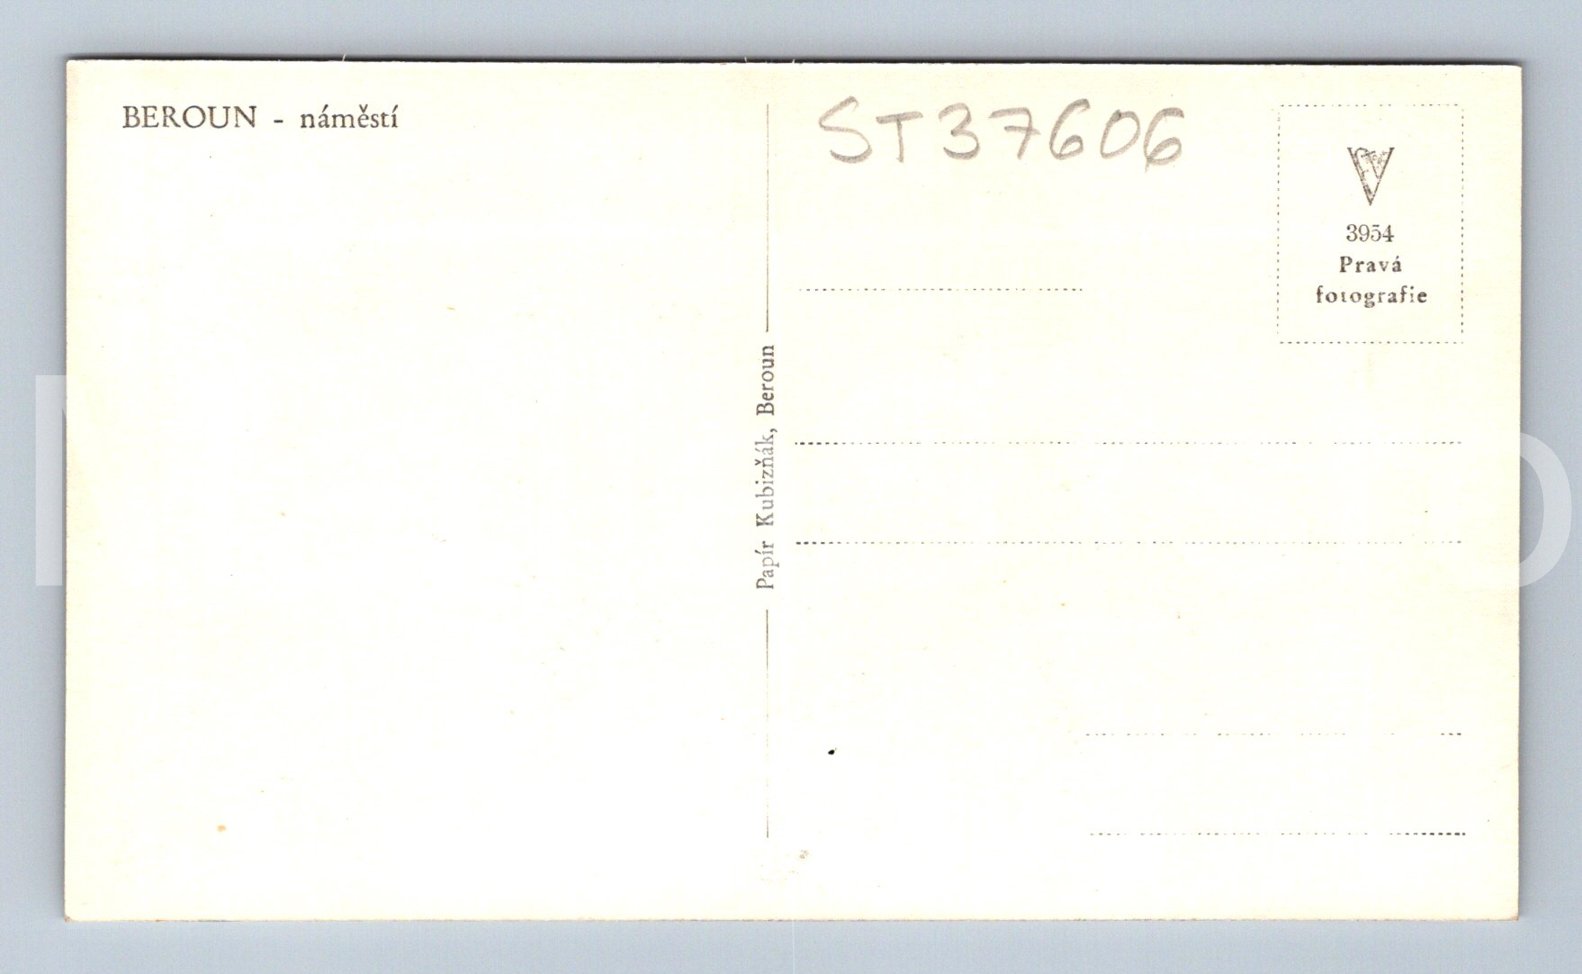 BEROUN - náměstí
Papír Kubizňák, Beroun
ST37606
3954
Pravá
fotografie